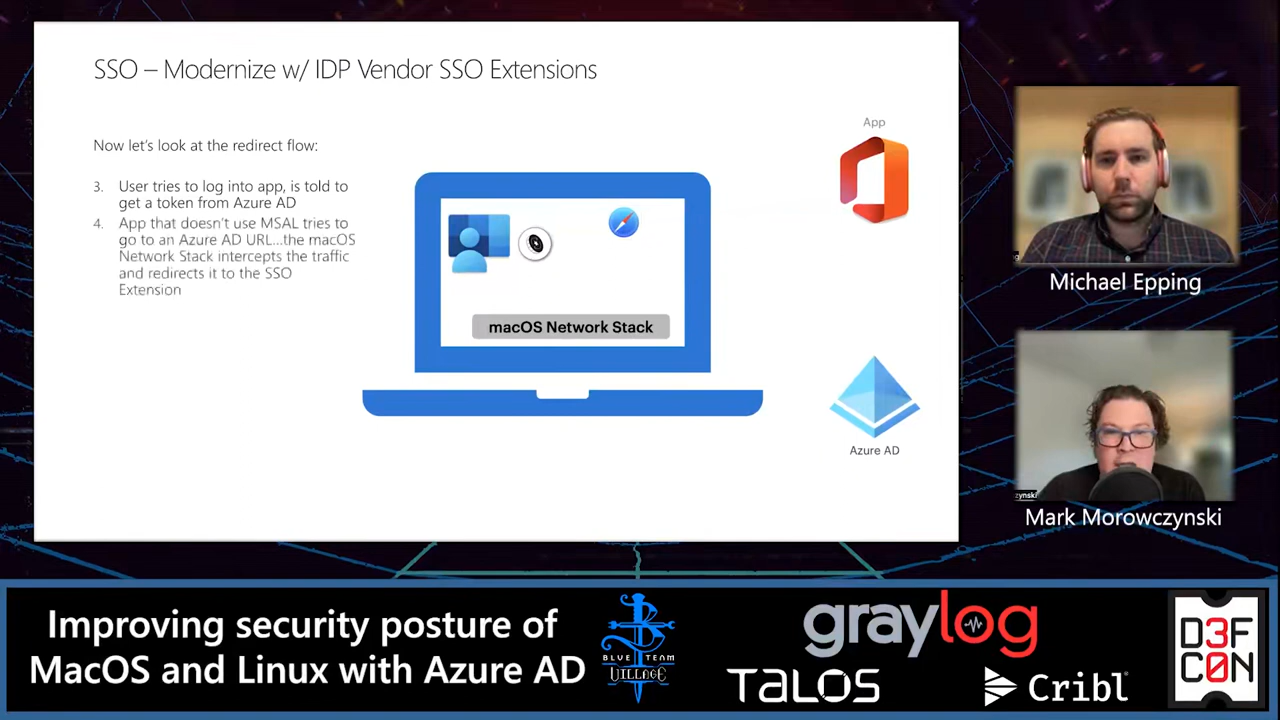 SSO – Modernize w/ IDP Vendor SSO Extensions
Now let's look at the redirect flow:
3. User tries to log into app, is told to
get a token from Azure AD
4. App that doesn't use MSAL tries to
go to an Azure AD URL...the macOS
Network Stack intercepts the traffic
and redirects it to the SSO
Extension
macOS Network Stack
App
Azure AD
Michael Epping
zynski
Mark Morowczynski
Improving security posture of
MacOS and Linux with Azure AD
BLUE TEAM
VILLAGE
graylog
TALOS
Cribl
D3F
C0N